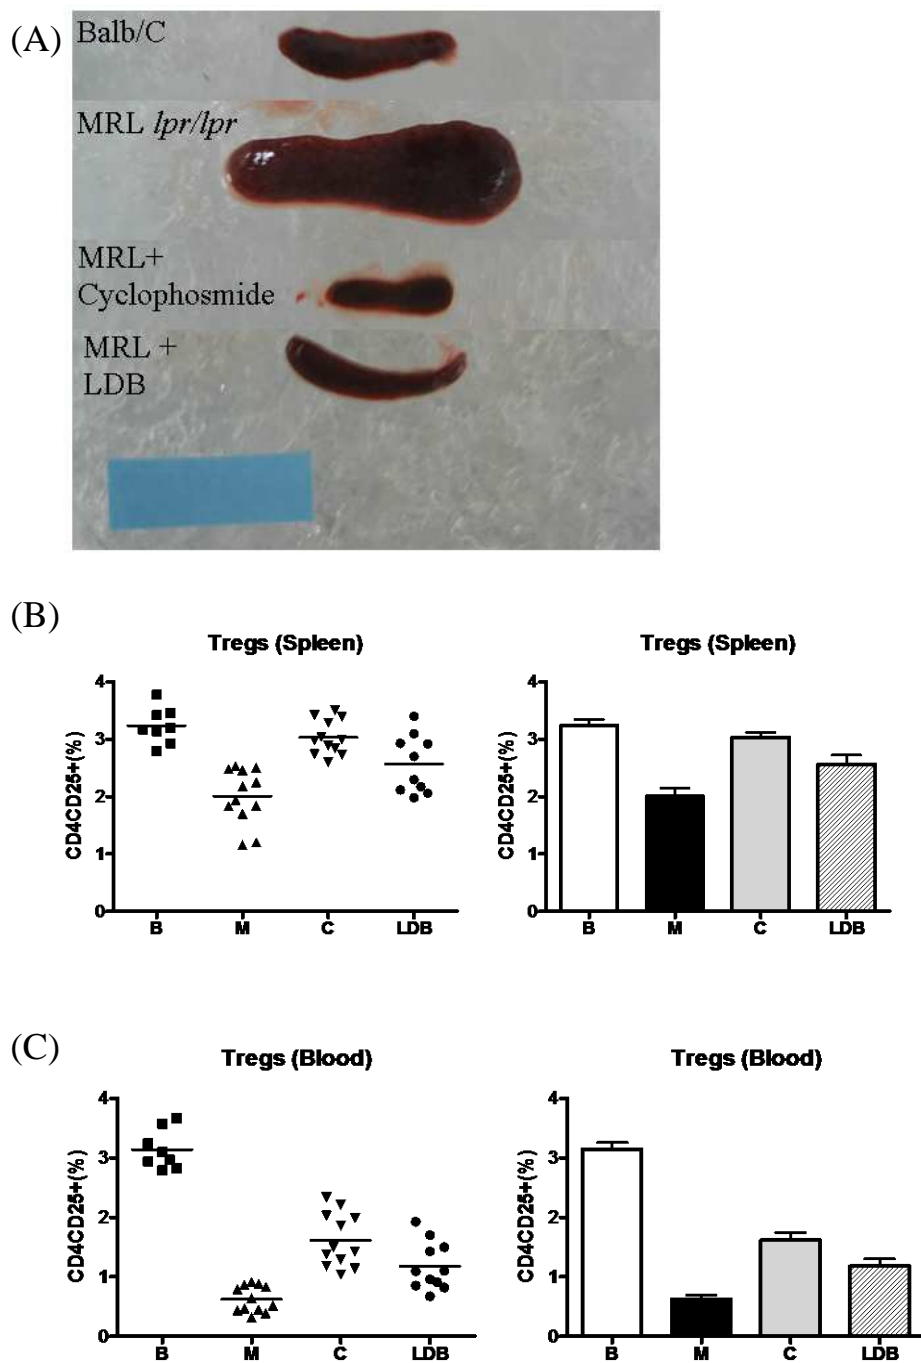 (A)
Balb/C
MRL lpr/lpr
MRL+
Cyclophosmide
MRL +
LDB
(B)
Tregs (Spleen)
CD4CD25+(%)
4
3
2
1
0
B M C LDB
Tregs (Spleen)
CD4CD25+(%)
4
3
2
1
0
B M C LDB
(C)
Tregs (Blood)
CD4CD25+(%)
4
3
2
1
0
B M C LDB
Tregs (Blood)
CD4CD25+(%)
4
3
2
1
0
B M C LDB